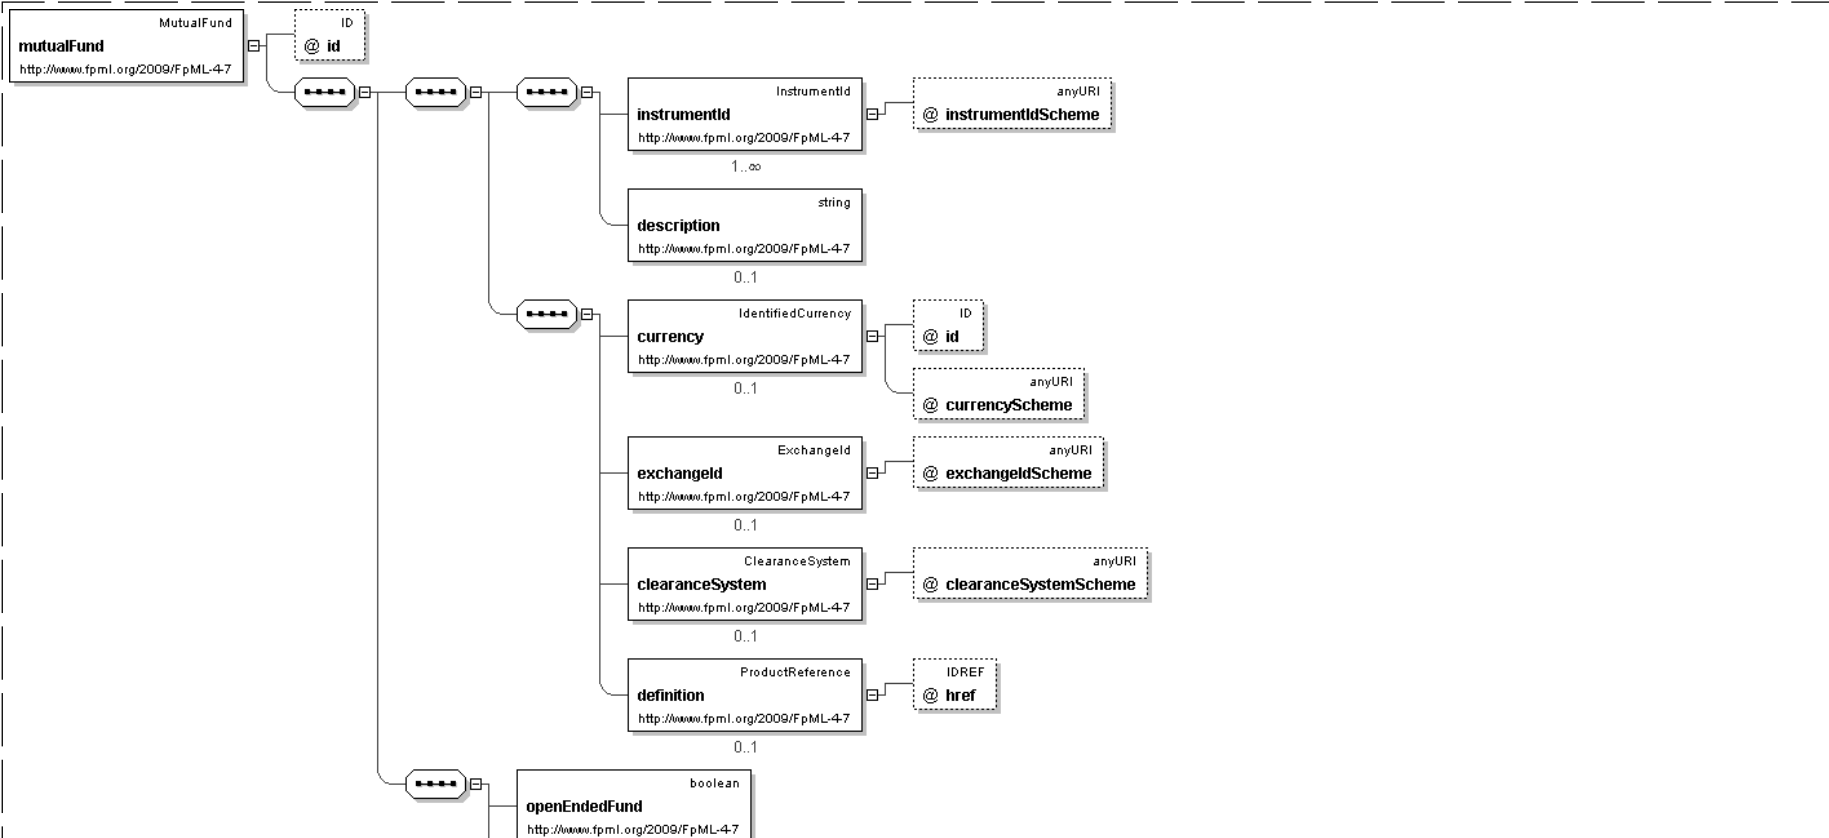 MutualFund
mutualFund
http://www.fpml.org/2009/FpML-4-7
ID
@ id
InstrumentId
instrumentId
http://www.fpml.org/2009/FpML-4-7
1..∞
anyURI
@ instrumentIdScheme
string
description
http://www.fpml.org/2009/FpML-4-7
0..1
IdentifiedCurrency
currency
http://www.fpml.org/2009/FpML-4-7
0..1
ID
@ id
anyURI
@ currencyScheme
ExchangeId
exchangeId
http://www.fpml.org/2009/FpML-4-7
0..1
anyURI
@ exchangeIdScheme
ClearanceSystem
clearanceSystem
http://www.fpml.org/2009/FpML-4-7
0..1
anyURI
@ clearanceSystemScheme
ProductReference
definition
http://www.fpml.org/2009/FpML-4-7
0..1
IDREF
@ href
boolean
openEndedFund
http://www.fpml.org/2009/FpML-4-7